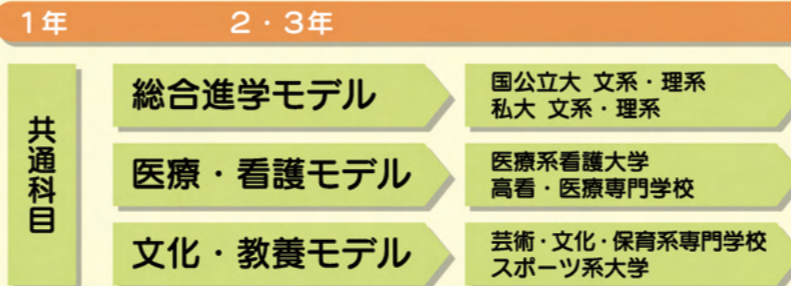 1年
2・3年
共通科目
総合進学モデル
国公立大 文系・理系
私大 文系・理系
医療・看護モデル
医療系看護大学
高看・医療専門学校
文化・教養モデル
芸術・文化・保育系専門学校
スポーツ系大学